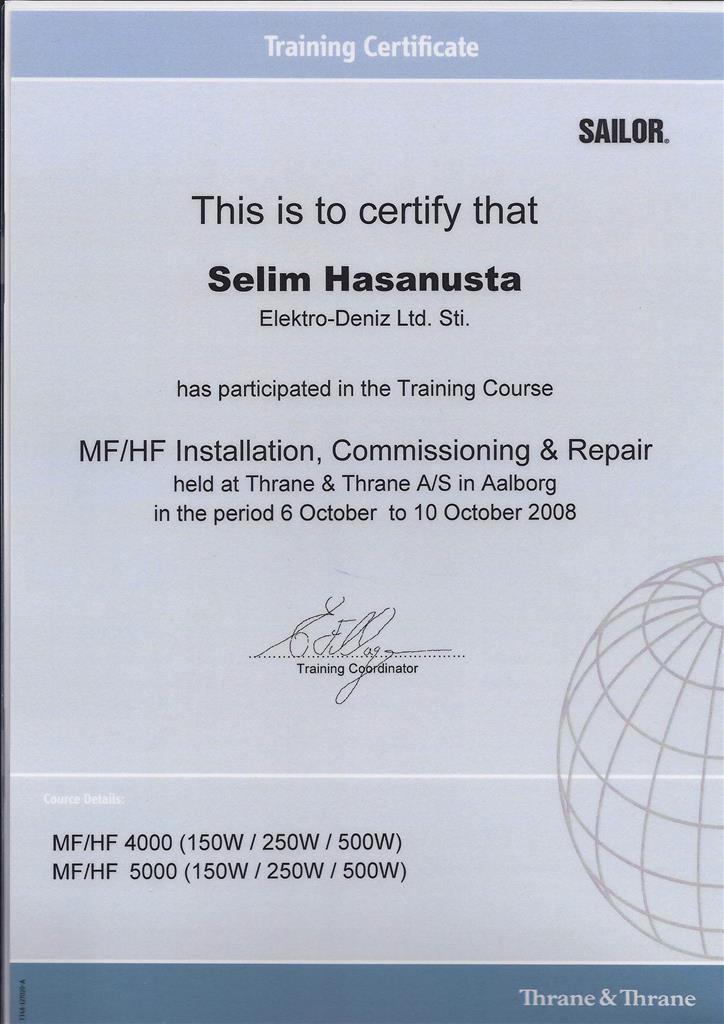 Training Certificate
SAILOR®
This is to certify that
Selim Hasanusta
Elektro-Deniz Ltd. Sti.
has participated in the Training Course
MF/HF Installation, Commissioning & Repair
held at Thrane & Thrane A/S in Aalborg
in the period 6 October to 10 October 2008
Training Coordinator
Cource Details:
MF/HF 4000 (150W / 250W / 500W)
MF/HF 5000 (150W / 250W / 500W)
Thrane & Thrane